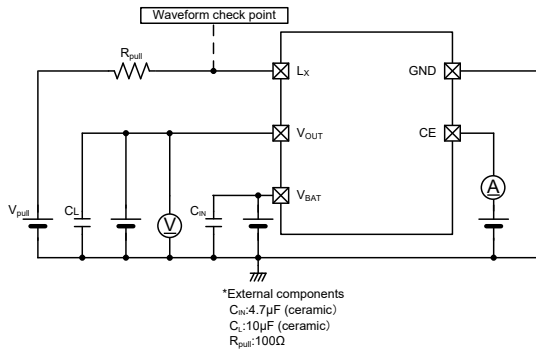 Waveform check point
Rpull
LX
GND
VOUT
CE
VBAT
Vpull
CL
V
CIN
A
*External components
CIN:4.7μF (ceramic)
CL:10μF (ceramic)
Rpull:100Ω